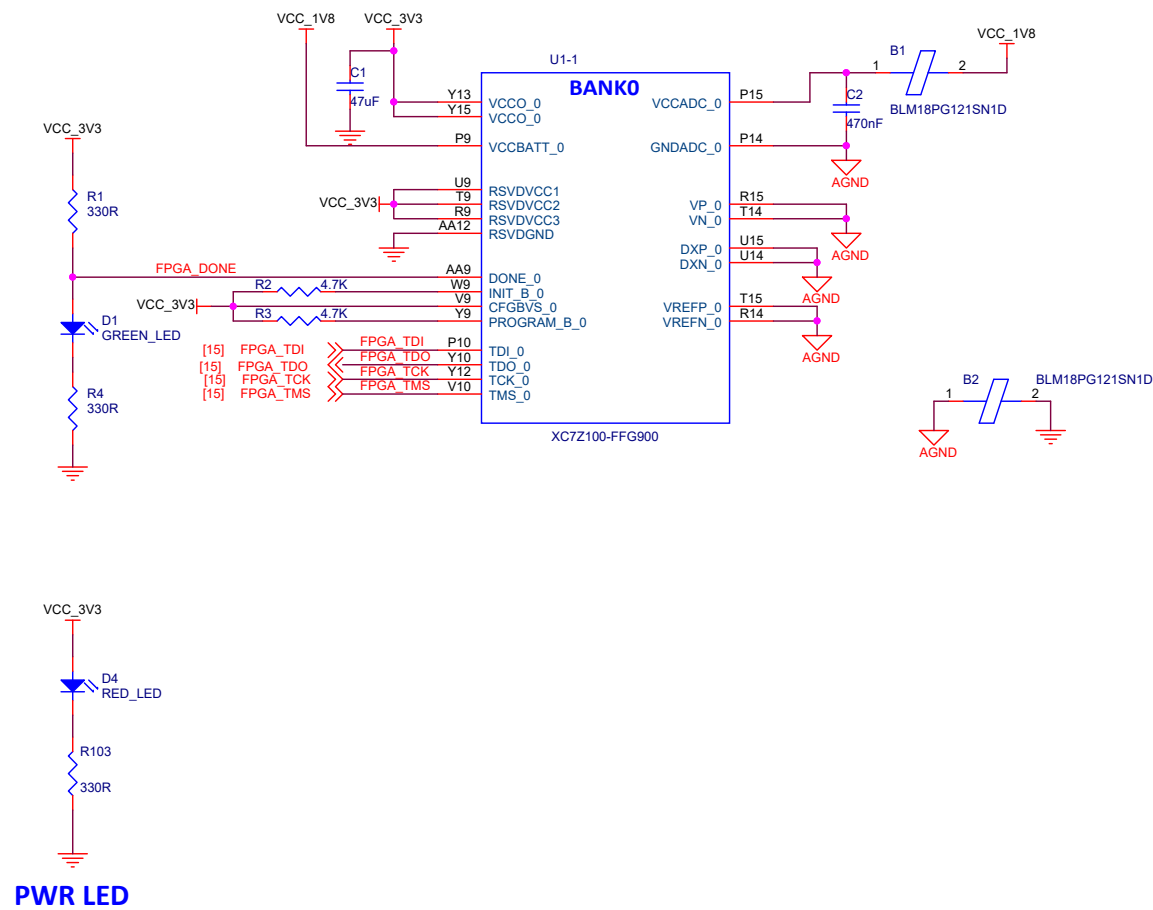 VCC_1V8
VCC_3V3
VCC_1V8
U1-1
B1
1
2
BLM18PG121SN1D
C1
47uF
BANK0
Y13
VCCO_0
Y15
VCCO_0
P9
VCCBATT_0
P15
VCCADC_0
C2
470nF
P14
GNDADC_0
AGND
VCC_3V3
R1
330R
VCC_3V3
U9
RSVDVCC1
T9
RSVDVCC2
R9
RSVDVCC3
AA12
RSVDGND
R15
VP_0
T14
VN_0
AGND
U15
DXP_0
U14
DXN_0
AGND
FPGA_DONE
AA9
DONE_0
R2
4.7K
W9
INIT_B_0
VCC_3V3
V9
CFGBVS_0
R3
4.7K
Y9
PROGRAM_B_0
T15
VREFP_0
R14
VREFN_0
AGND
D1
GREEN_LED
[15] FPGA_TDI
FPGA_TDI
P10
TDI_0
[15] FPGA_TDO
FPGA_TDO
Y10
TDO_0
[15] FPGA_TCK
FPGA_TCK
Y12
TCK_0
[15] FPGA_TMS
FPGA_TMS
V10
TMS_0
R4
330R
XC7Z100-FFG900
B2
BLM18PG121SN1D
1
2
AGND
VCC_3V3
D4
RED_LED
R103
330R
PWR LED